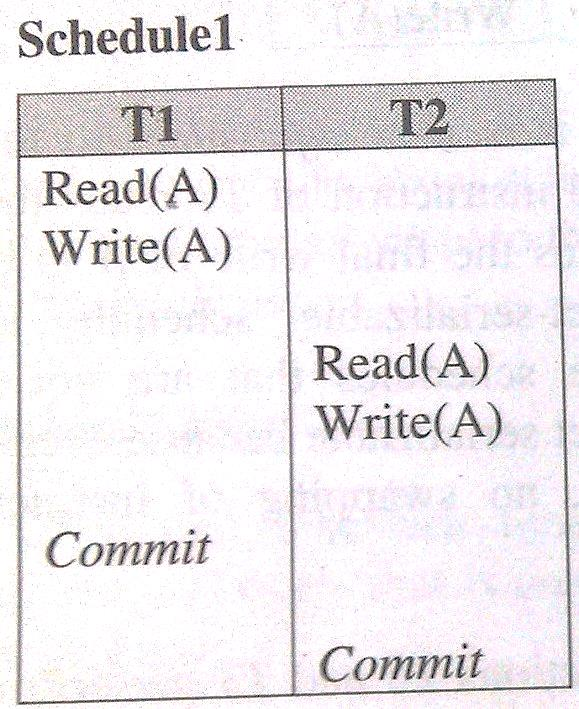 Schedule1
T1 T2
Read(A)
Write(A)
Read(A)
Write(A)
Commit
Commit